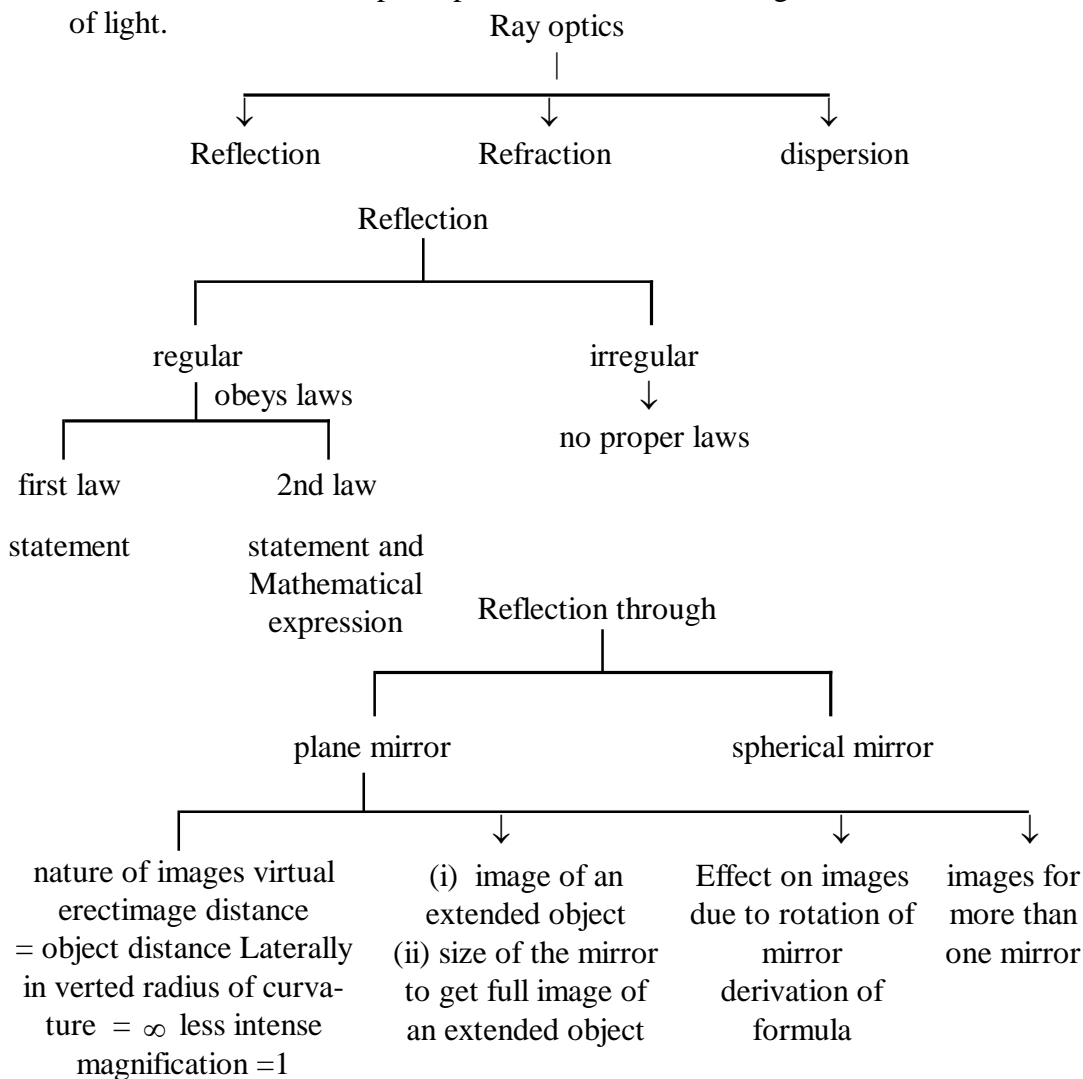 of light.
Ray optics
Reflection
Refraction
dispersion
Reflection
regular
irregular
obeys laws
no proper laws
first law
2nd law
statement
statement and
Mathematical
expression
Reflection through
plane mirror
spherical mirror
nature of images virtual
erectimage distance
= object distance Laterally
in verted radius of curva-
ture = ∞ less intense
magnification =1
(i) image of an
extended object
(ii) size of the mirror
to get full image of
an extended object
Effect on images
due to rotation of
mirror
derivation of
formula
images for
more than
one mirror